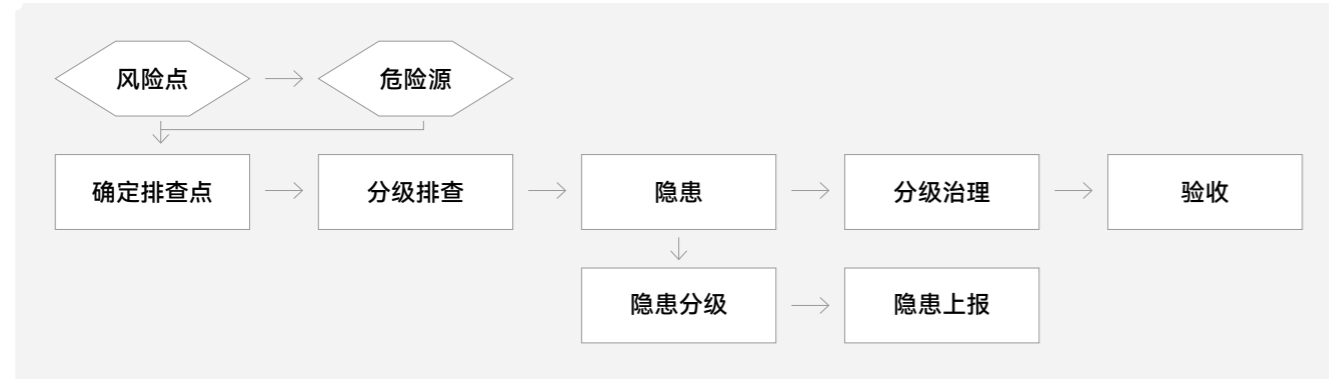 风险点
危险源
确定排查点
分级排查
隐患
分级治理
验收
隐患分级
隐患上报